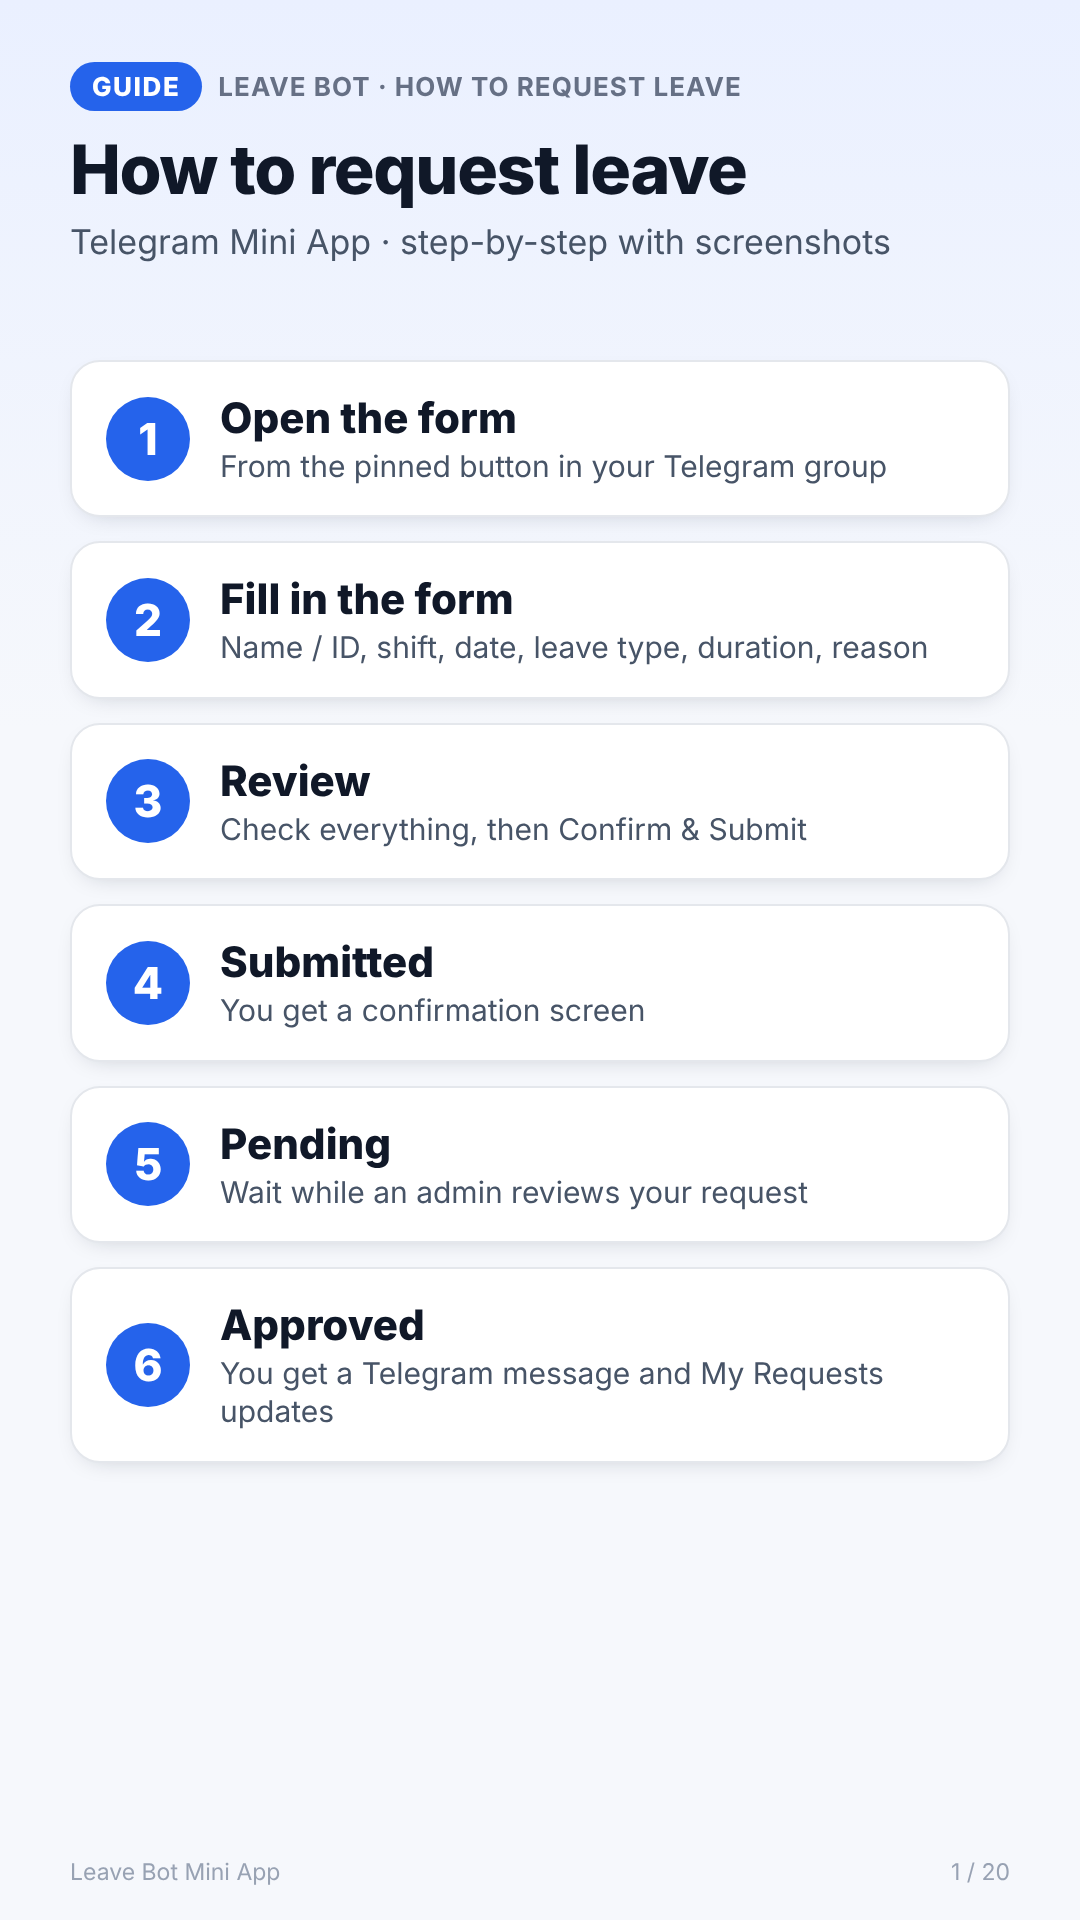 GUIDE LEAVE BOT · HOW TO REQUEST LEAVE
How to request leave
Telegram Mini App · step-by-step with screenshots
1
Open the form
From the pinned button in your Telegram group
2
Fill in the form
Name / ID, shift, date, leave type, duration, reason
3
Review
Check everything, then Confirm & Submit
4
Submitted
You get a confirmation screen
5
Pending
Wait while an admin reviews your request
6
Approved
You get a Telegram message and My Requests
updates
Leave Bot Mini App 1 / 20